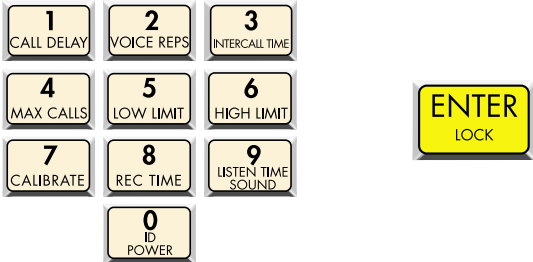 1
CALL DELAY
2
VOICE REPS
3
INTERCALL TIME
4
MAX CALLS
5
LOW LIMIT
6
HIGH LIMIT
7
CALIBRATE
8
REC TIME
9
LISTEN TIME
SOUND
0
ID
POWER
ENTER
LOCK